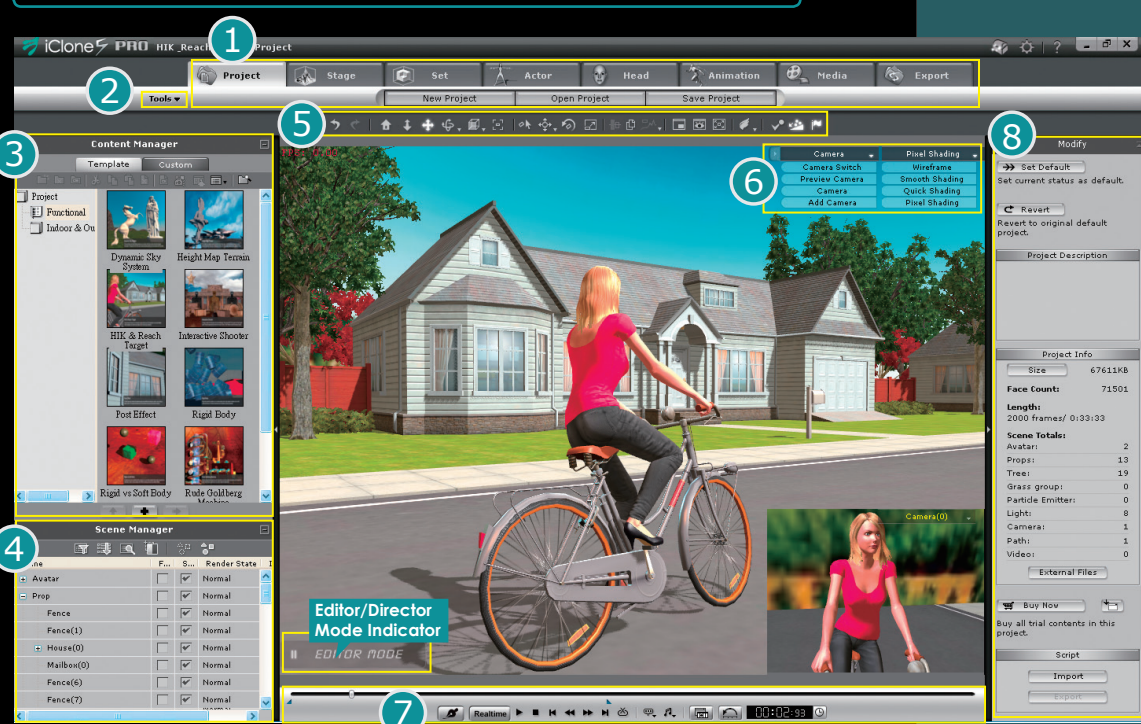 iClone5 PRO HIK_Reach Project
1
Project Stage Set Actor Head Animation Media Export
2
Tools
New Project Open Project Save Project
5
3
Content Manager
Template Custom
Project
Functional
Indoor & Ou
Dynamic Sky System
Height Map Terrain
HIK & Reach Target
Interactive Shooter
Post Effect
Rigid Body
Rigid vs Soft Body
Rude Goldberg Machine
4
Scene Manager
F... S... Render State
Avatar Normal
Prop Normal
Fence Normal
Fence(1) Normal
House(0) Normal
Mailbox(0) Normal
Fence(6) Normal
Fence(7) Normal
6
Camera Pixel Shading
Camera Switch Wireframe
Preview Camera Smooth Shading
Camera Quick Shading
Add Camera Pixel Shading
Camera(0)
Editor/Director
Mode Indicator
EDITOR MODE
7
Realtime 00:02:93
8
Modify
Set Default
Set current status as default.
Revert
Revert to original default
project.
Project Description
Project Info
Size 67611KB
Face Count: 71501
Length:
2000 frames/ 0:33:33
Scene Totals:
Avatar: 2
Props: 13
Tree: 19
Grass group: 0
Particle Emitter: 0
Light: 8
Camera: 1
Path: 1
Video: 0
External Files
Buy Now
Buy all trial contents in this
project.
Script
Import
Export